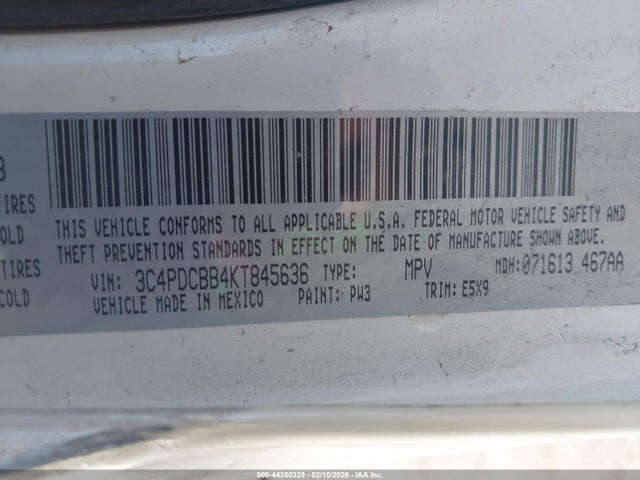 3
TIRES
COLD
TIRES
COLD
THIS VEHICLE CONFORMS TO ALL APPLICABLE U.S.A. FEDERAL MOTOR VEHICLE SAFETY AND
THEFT PREVENTION STANDARDS IN EFFECT ON THE DATE OF MANUFACTURE SHOWN ABOVE.
VIN: 3C4PDCBB4KT845636 TYPE: MPV MDH: 071613 467AA
VEHICLE MADE IN MEXICO PAINT: PW3 TRIM: E5X9
000-44350329 - 02/10/2026 - IAA Inc.